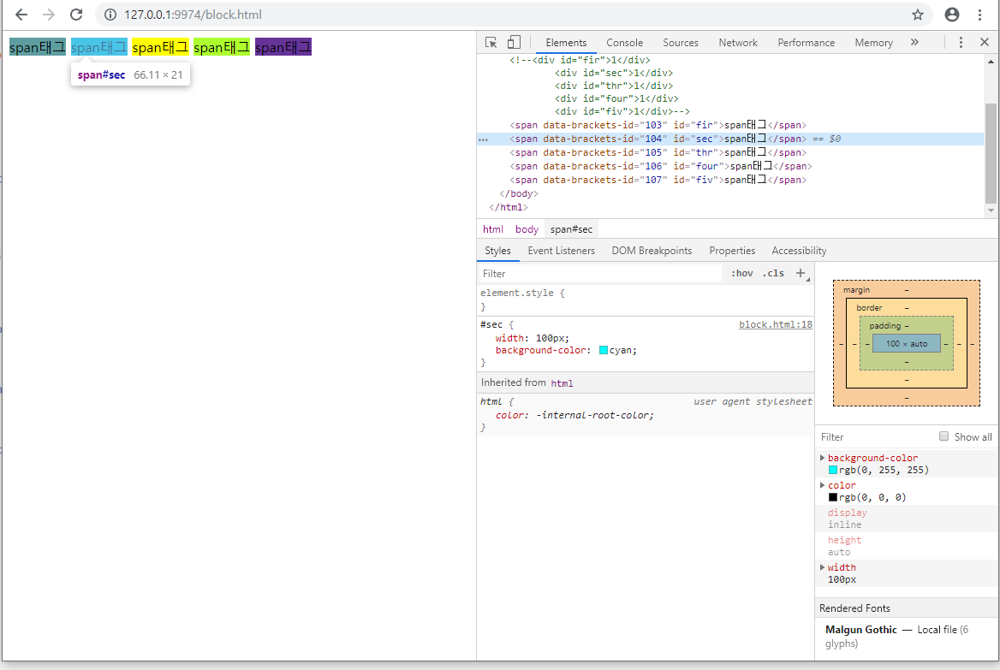 127.0.0.1:9974/block.html
span태그 span태그 span태그 span태그 span태그
span#sec 66.11 × 21
Elements Console Sources Network Performance Memory »
<!--<div id="fir">1</div>
<div id="sec">1</div>
<div id="thr">1</div>
<div id="four">1</div>
<div id="fiv">1</div>-->
<span data-brackets-id="103" id="fir">span태그</span>
<span data-brackets-id="104" id="sec">span태그</span> == $0
<span data-brackets-id="105" id="thr">span태그</span>
<span data-brackets-id="106" id="four">span태그</span>
<span data-brackets-id="107" id="fiv">span태그</span>
</body>
</html>
html body span#sec
Styles Event Listeners DOM Breakpoints Properties Accessibility
Filter :hov .cls +
element.style {
}
#sec { block.html:18
width: 100px;
background-color: cyan;
}
Inherited from html
html { user agent stylesheet
color: -internal-root-color;
}
margin –
border –
padding –
– – – 100 × auto – – –
–
–
–
Filter Show all
background-color
rgb(0, 255, 255)
color
rgb(0, 0, 0)
display
inline
height
auto
width
100px
Rendered Fonts
Malgun Gothic — Local file (6
glyphs)